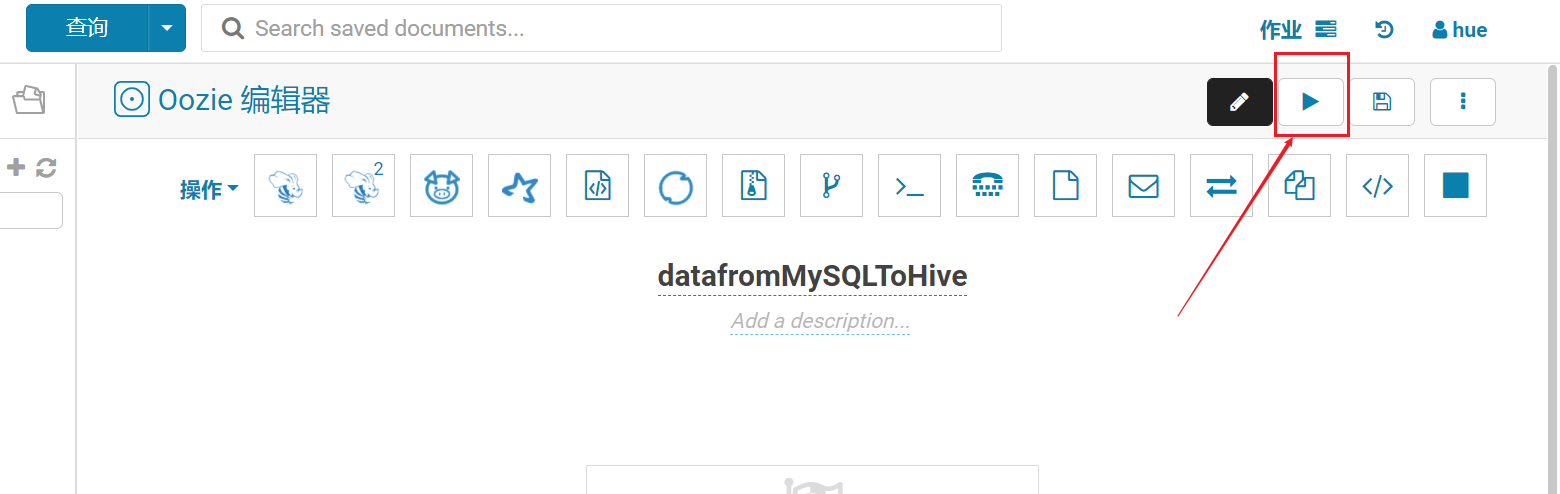 查询
Search saved documents...
作业
hue
Oozie 编辑器
操作
2
datafromMySQLToHive
Add a description...